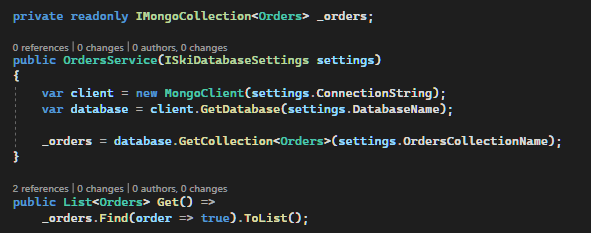 private readonly IMongoCollection<Orders> _orders;
0 references | 0 changes | 0 authors, 0 changes
public OrdersService(ISkiDatabaseSettings settings)
{
var client = new MongoClient(settings.ConnectionString);
var database = client.GetDatabase(settings.DatabaseName);
_orders = database.GetCollection<Orders>(settings.OrdersCollectionName);
}
2 references | 0 changes | 0 authors, 0 changes
public List<Orders> Get() =>
_orders.Find(order => true).ToList();